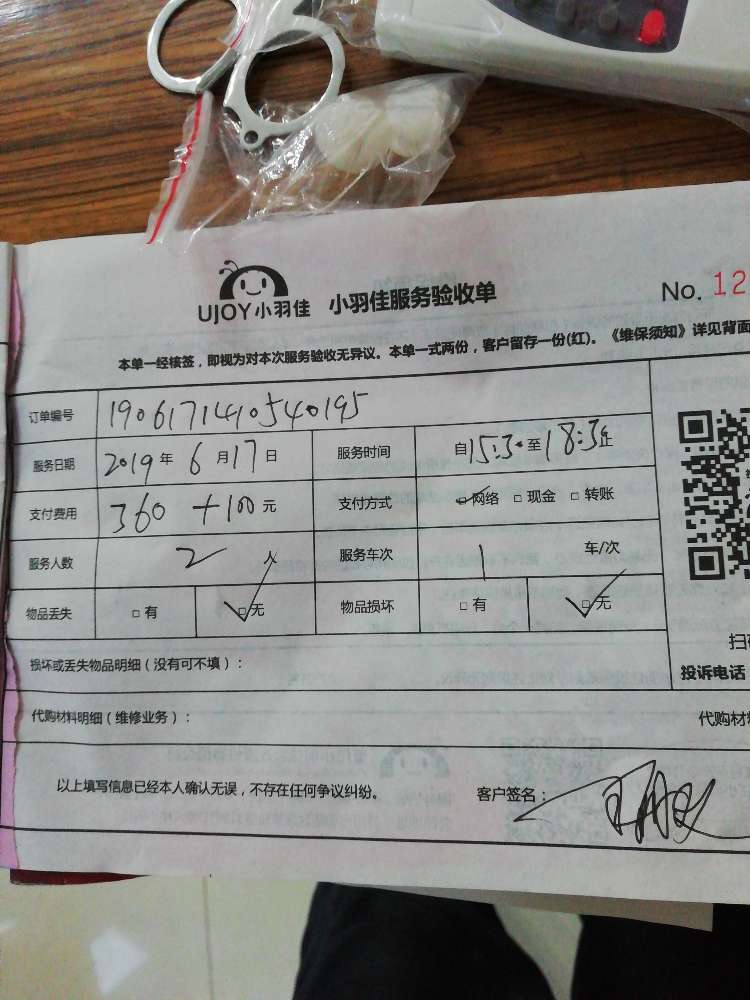 UJOY小羽佳 小羽佳服务验收单 No. 12
本单一经核签，即视为对本次服务验收无异议。本单一式两份，客户留存一份(红)。《维保须知》详见背面
订单编号 1906171410540195
服务日期 2019年6月17日 服务时间 自15:30至18:30止
支付费用 360+100元 支付方式 网络 现金 转账
服务人数 2人 服务车次 1 车/次
物品丢失 有 无 物品损坏 有 无
扫
损坏或丢失物品明细（没有可不填）： 投诉电话
代购材料明细（维修业务）： 代购材
以上填写信息已经本人确认无误，不存在任何争议纠纷。 客户签名：